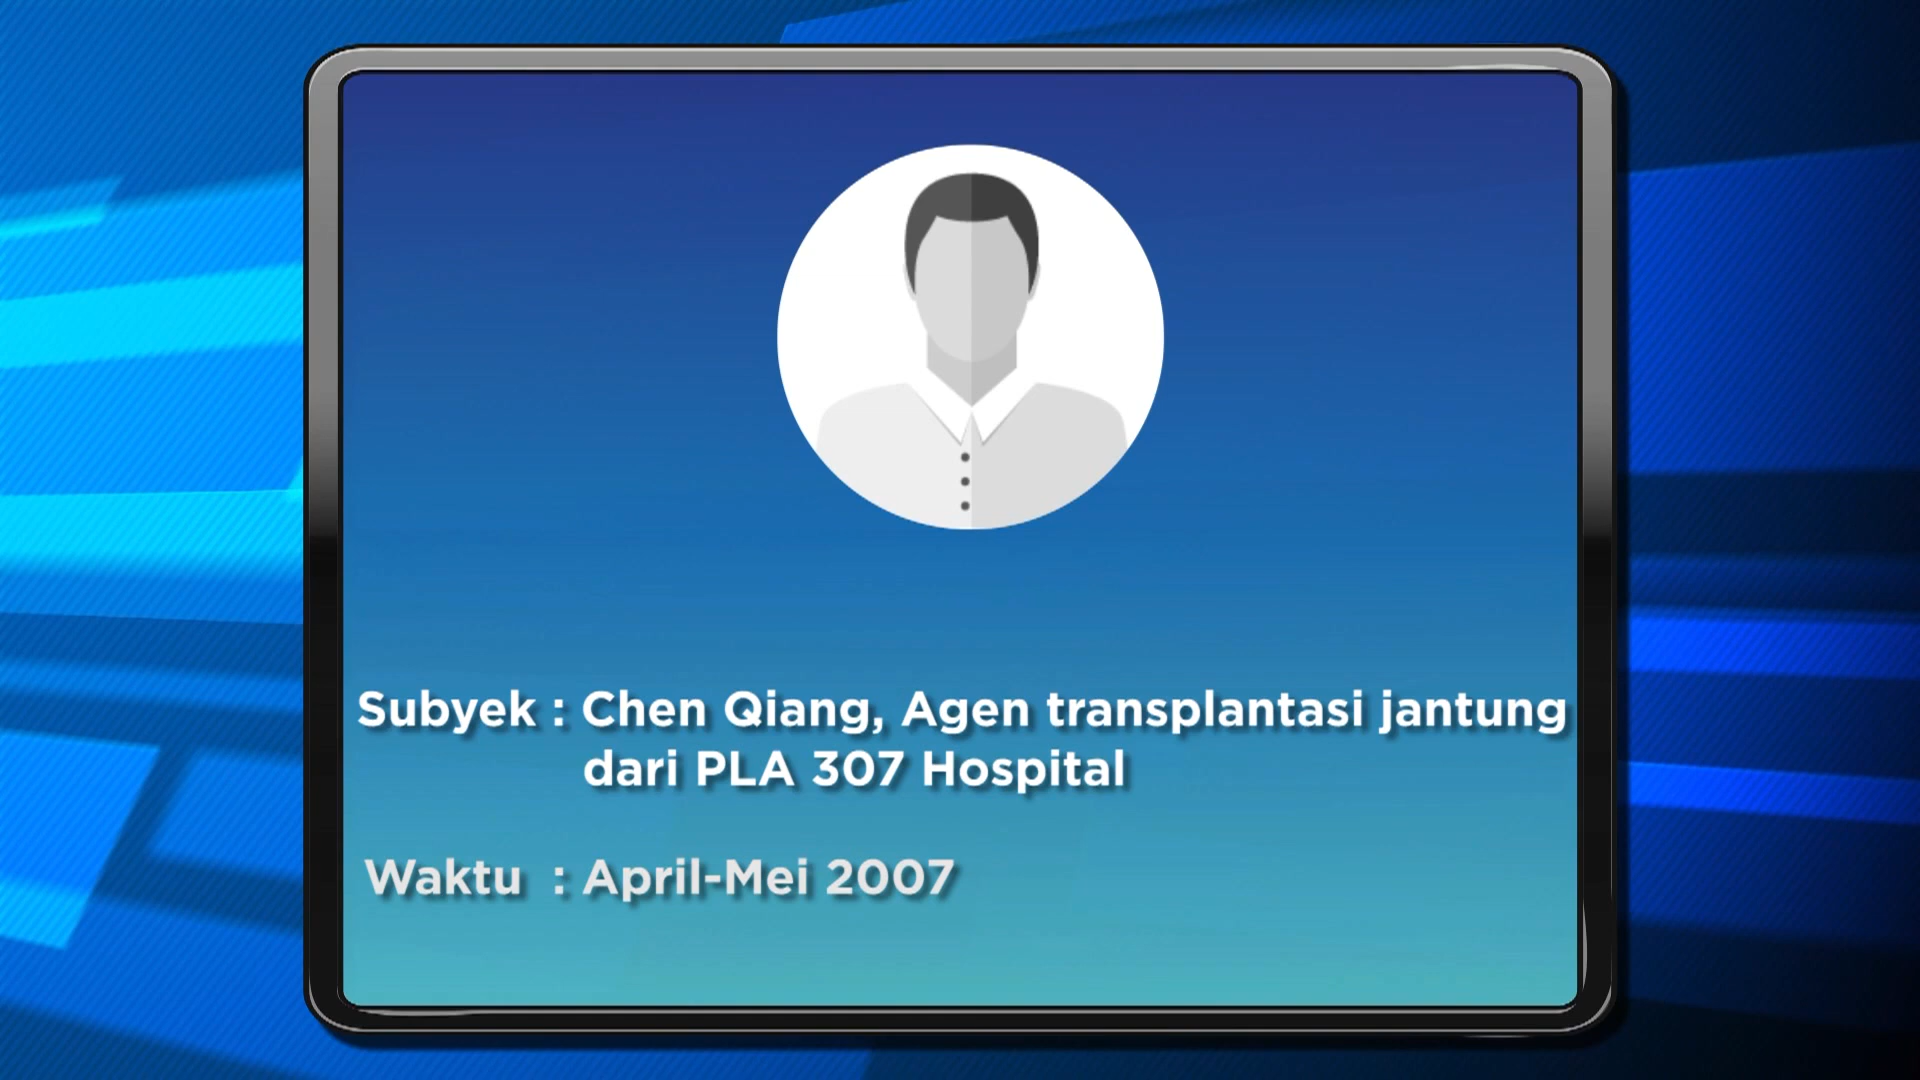 Subyek : Chen Qiang, Agen transplantasi jantung
dari PLA 307 Hospital
Waktu : April-Mei 2007